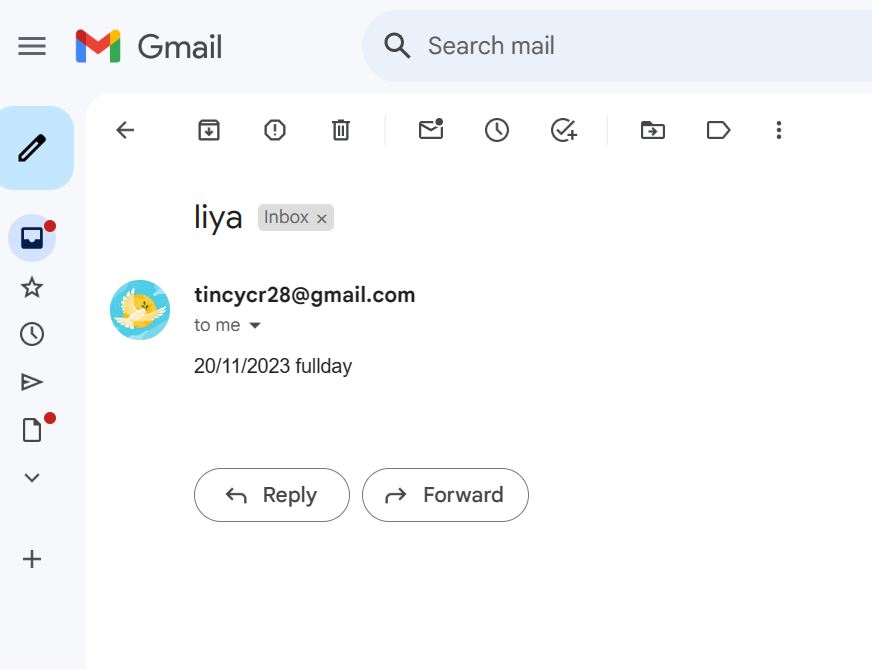 Gmail
Search mail
liya
Inbox ×
tincycr28@gmail.com
to me
20/11/2023 fullday
Reply
Forward